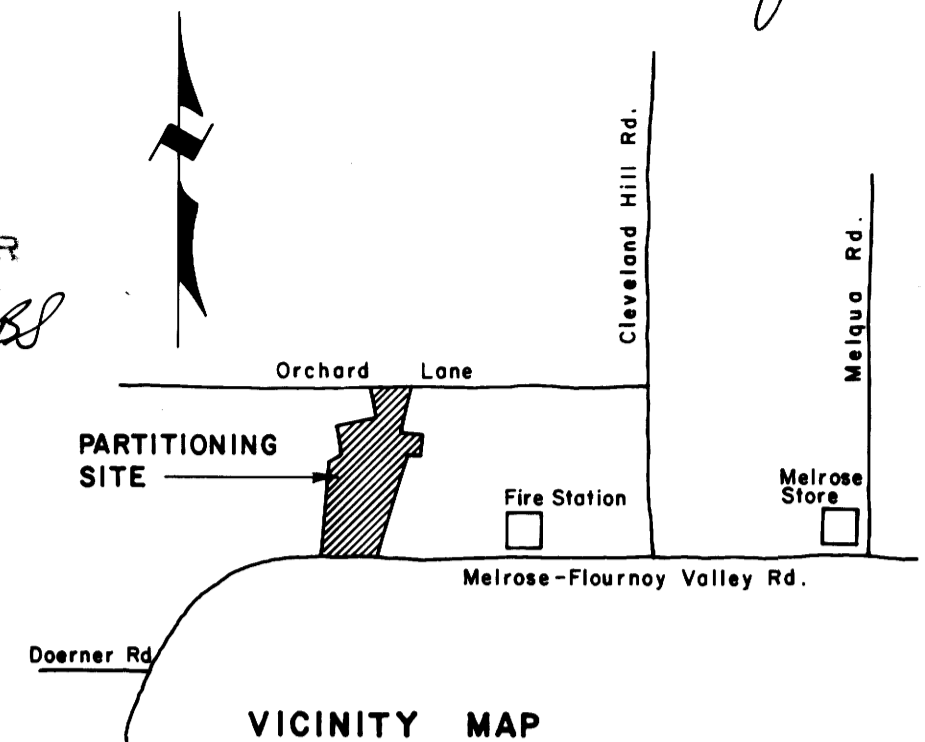 Cleveland Hill Rd.
Melqua Rd.
Orchard Lane
PARTITIONING
SITE
Fire Station
Melrose
Store
Melrose-Flournoy Valley Rd.
Doerner Rd
VICINITY MAP